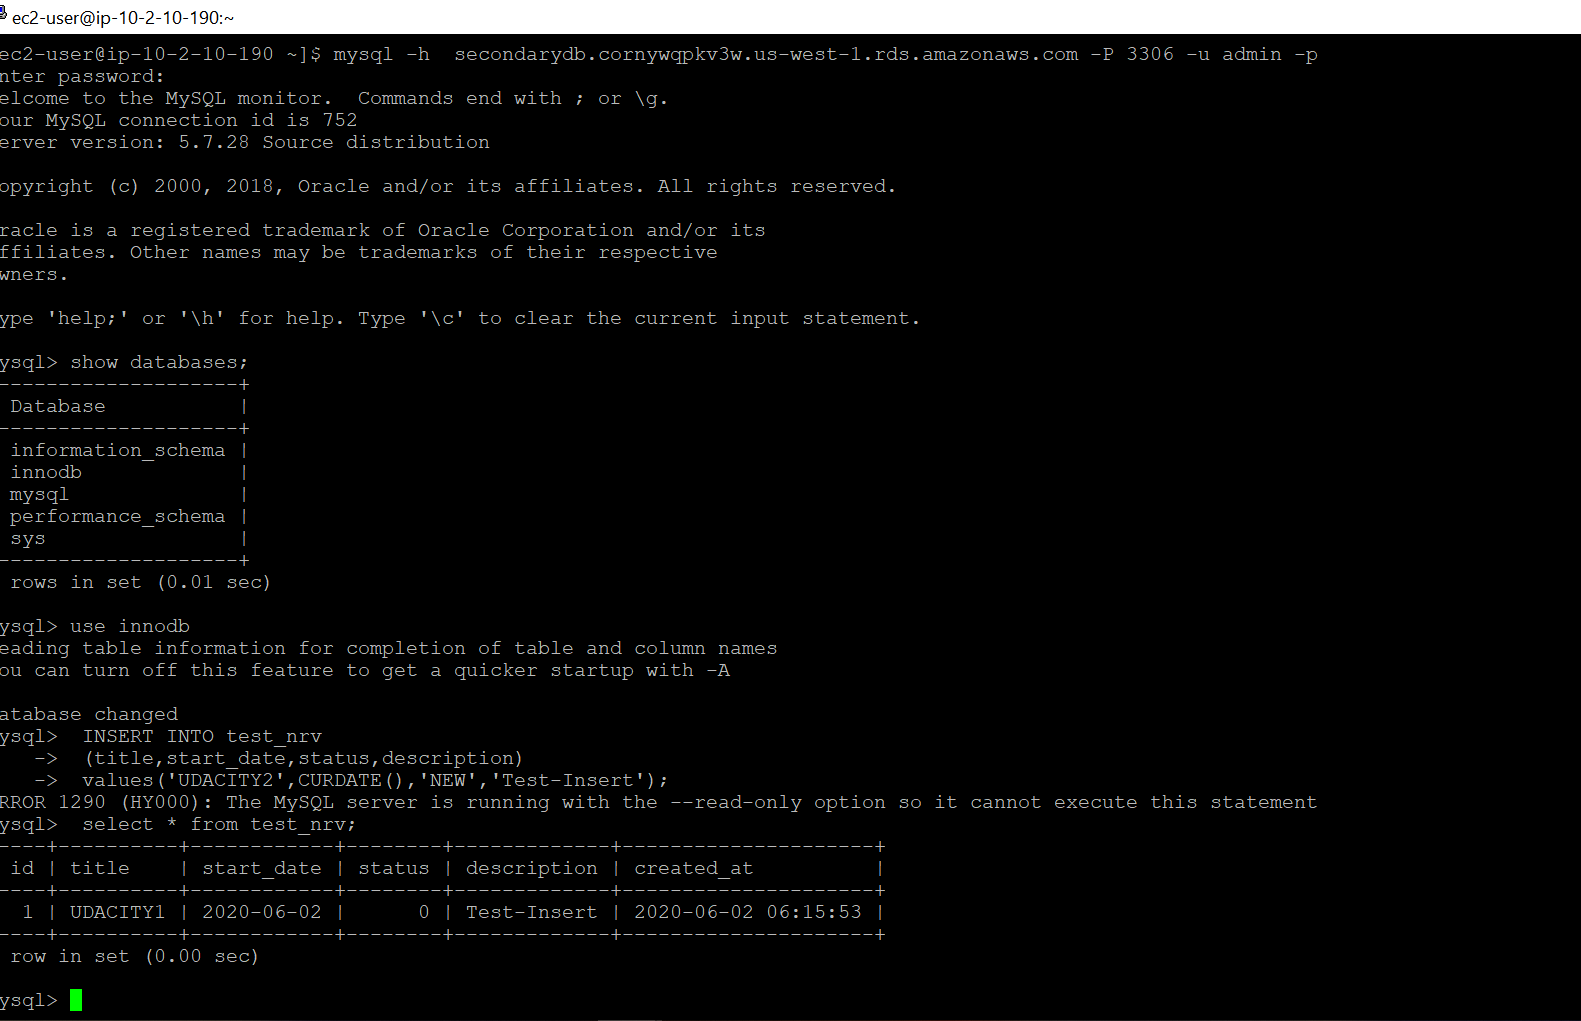 ec2-user@ip-10-2-10-190:~
ec2-user@ip-10-2-10-190 ~]$ mysql -h  secondarydb.cornywqpkv3w.us-west-1.rds.amazonaws.com -P 3306 -u admin -p
nter password:
elcome to the MySQL monitor.  Commands end with ; or \g.
our MySQL connection id is 752
erver version: 5.7.28 Source distribution
opyright (c) 2000, 2018, Oracle and/or its affiliates. All rights reserved.
racle is a registered trademark of Oracle Corporation and/or its
ffiliates. Other names may be trademarks of their respective
wners.
ype 'help;' or '\h' for help. Type '\c' to clear the current input statement.
ysql> show databases;
--------------------+
Database           |
--------------------+
information_schema |
innodb             |
mysql              |
performance_schema |
sys                |
--------------------+
rows in set (0.01 sec)
ysql> use innodb
eading table information for completion of table and column names
ou can turn off this feature to get a quicker startup with -A
atabase changed
ysql>  INSERT INTO test_nrv
   ->  (title,start_date,status,description)
   ->  values('UDACITY2',CURDATE(),'NEW','Test-Insert');
RROR 1290 (HY000): The MySQL server is running with the --read-only option so it cannot execute this statement
ysql>  select * from test_nrv;
----+----------+------------+--------+-------------+---------------------+
id | title    | start_date | status | description | created_at          |
----+----------+------------+--------+-------------+---------------------+
 1 | UDACITY1 | 2020-06-02 |      0 | Test-Insert | 2020-06-02 06:15:53 |
----+----------+------------+--------+-------------+---------------------+
row in set (0.00 sec)
ysql>